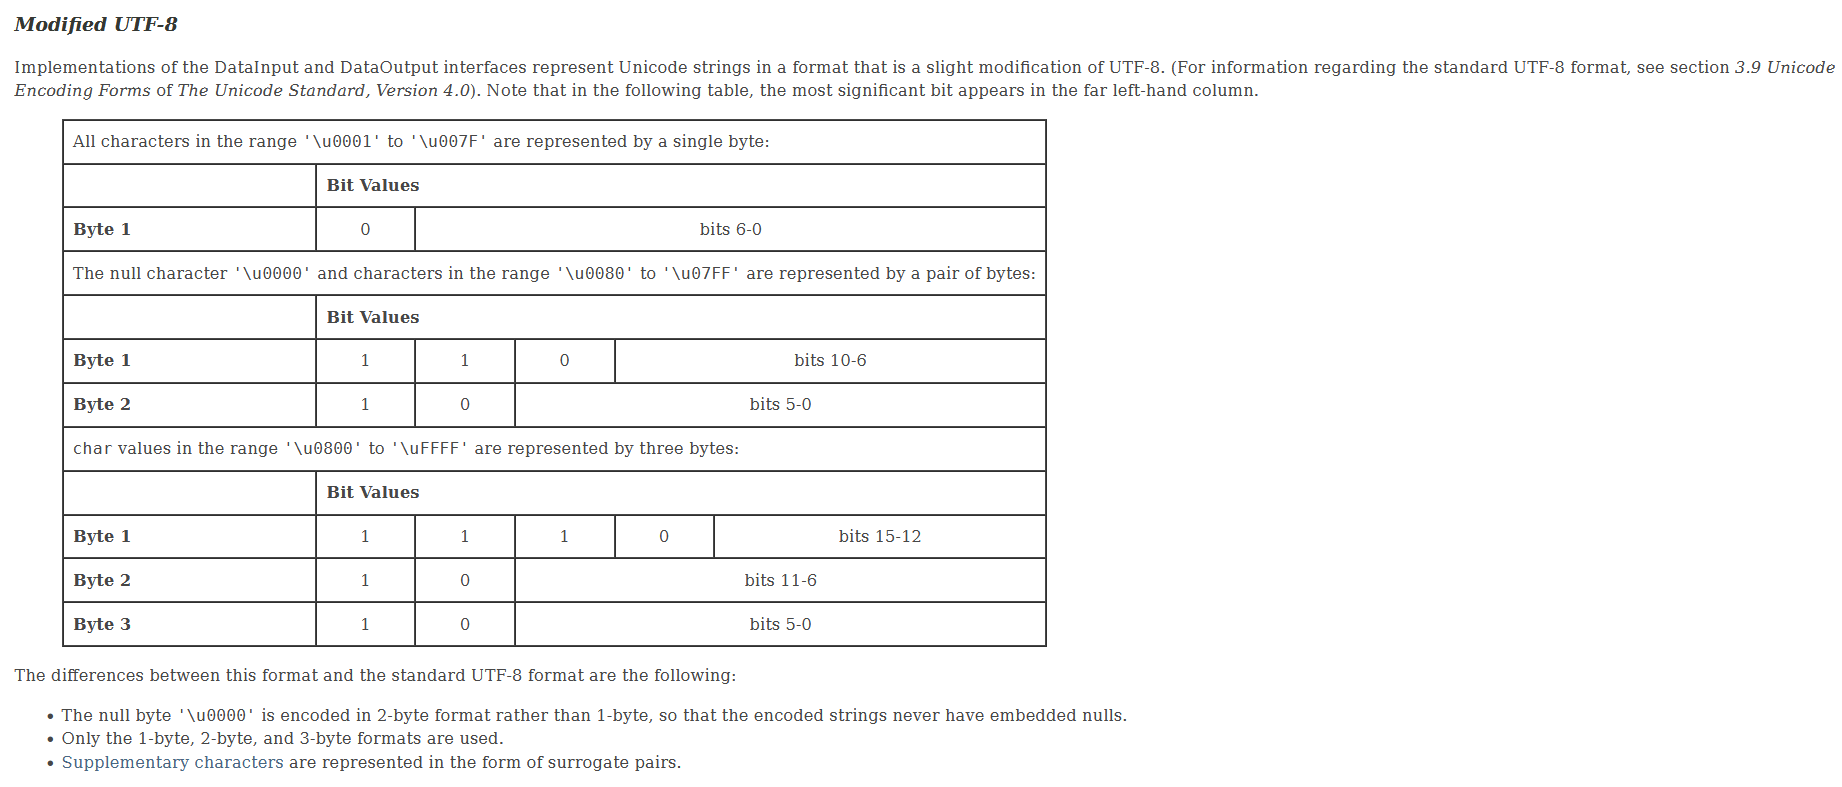 Modified UTF-8
Implementations of the DataInput and DataOutput interfaces represent Unicode strings in a format that is a slight modification of UTF-8. (For information regarding the standard UTF-8 format, see section 3.9 Unicode
Encoding Forms of The Unicode Standard, Version 4.0). Note that in the following table, the most significant bit appears in the far left-hand column.
All characters in the range '\u0001' to '\u007F' are represented by a single byte:
Bit Values
Byte 1 0 bits 6-0
The null character '\u0000' and characters in the range '\u0080' to '\u07FF' are represented by a pair of bytes:
Bit Values
Byte 1 1 1 0 bits 10-6
Byte 2 1 0 bits 5-0
char values in the range '\u0800' to '\uFFFF' are represented by three bytes:
Bit Values
Byte 1 1 1 1 0 bits 15-12
Byte 2 1 0 bits 11-6
Byte 3 1 0 bits 5-0
The differences between this format and the standard UTF-8 format are the following:
• The null byte '\u0000' is encoded in 2-byte format rather than 1-byte, so that the encoded strings never have embedded nulls.
• Only the 1-byte, 2-byte, and 3-byte formats are used.
• Supplementary characters are represented in the form of surrogate pairs.